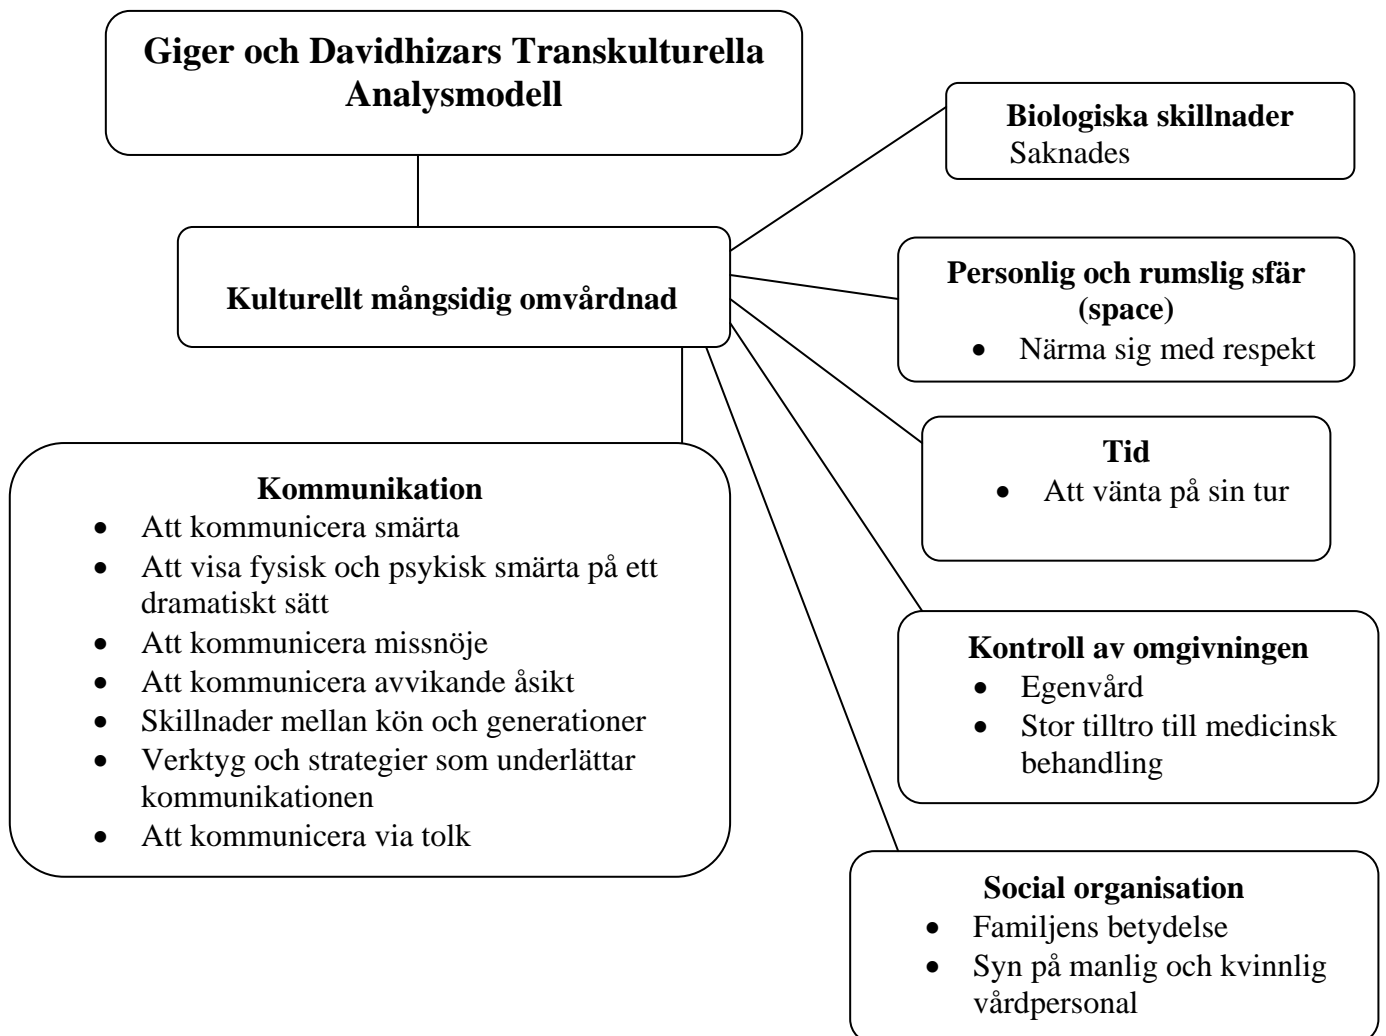 Giger och Davidhizars Transkulturella
Analysmodell
Biologiska skillnader
Saknades
Kulturellt mångsidig omvårdnad
Personlig och rumslig sfär
(space)
• Närma sig med respekt
Tid
• Att vänta på sin tur
Kommunikation
• Att kommunicera smärta
• Att visa fysisk och psykisk smärta på ett
dramatiskt sätt
• Att kommunicera missnöje
• Att kommunicera avvikande åsikt
• Skillnader mellan kön och generationer
• Verktyg och strategier som underlättar
kommunikationen
• Att kommunicera via tolk
Kontroll av omgivningen
• Egenvård
• Stor tilltro till medicinsk
behandling
Social organisation
• Familjens betydelse
• Syn på manlig och kvinnlig
vårdpersonal